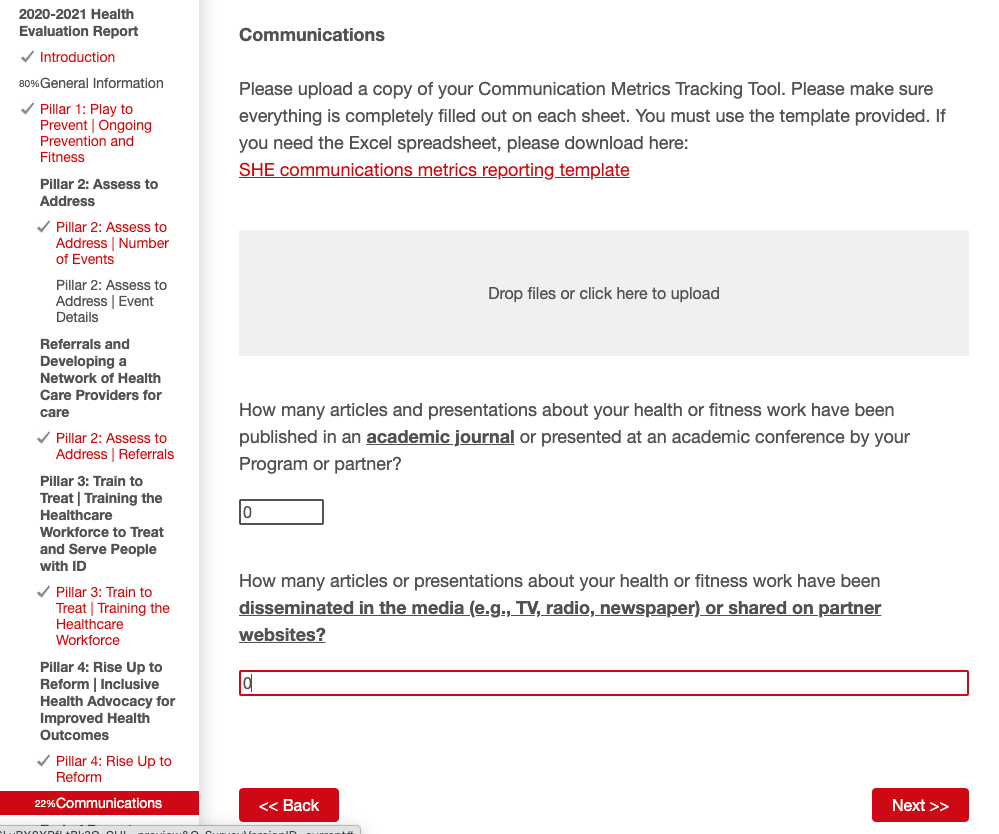 2020-2021 Health
Evaluation Report
Introduction
80%General Information
Pillar 1: Play to
Prevent | Ongoing
Prevention and
Fitness
Pillar 2: Assess to
Address
Pillar 2: Assess to
Address | Number
of Events
Pillar 2: Assess to
Address | Event
Details
Referrals and
Developing a
Network of Health
Care Providers for
care
Pillar 2: Assess to
Address | Referrals
Pillar 3: Train to
Treat | Training the
Healthcare
Workforce to Treat
and Serve People
with ID
Pillar 3: Train to
Treat | Training the
Healthcare
Workforce
Pillar 4: Rise Up to
Reform | Inclusive
Health Advocacy for
Improved Health
Outcomes
Pillar 4: Rise Up to
Reform
22%Communications
Communications
Please upload a copy of your Communication Metrics Tracking Tool. Please make sure
everything is completely filled out on each sheet. You must use the template provided. If
you need the Excel spreadsheet, please download here:
SHE communications metrics reporting template
Drop files or click here to upload
How many articles and presentations about your health or fitness work have been
published in an academic journal or presented at an academic conference by your
Program or partner?
0
How many articles or presentations about your health or fitness work have been
disseminated in the media (e.g., TV, radio, newspaper) or shared on partner
websites?
0
<< Back
Next >>